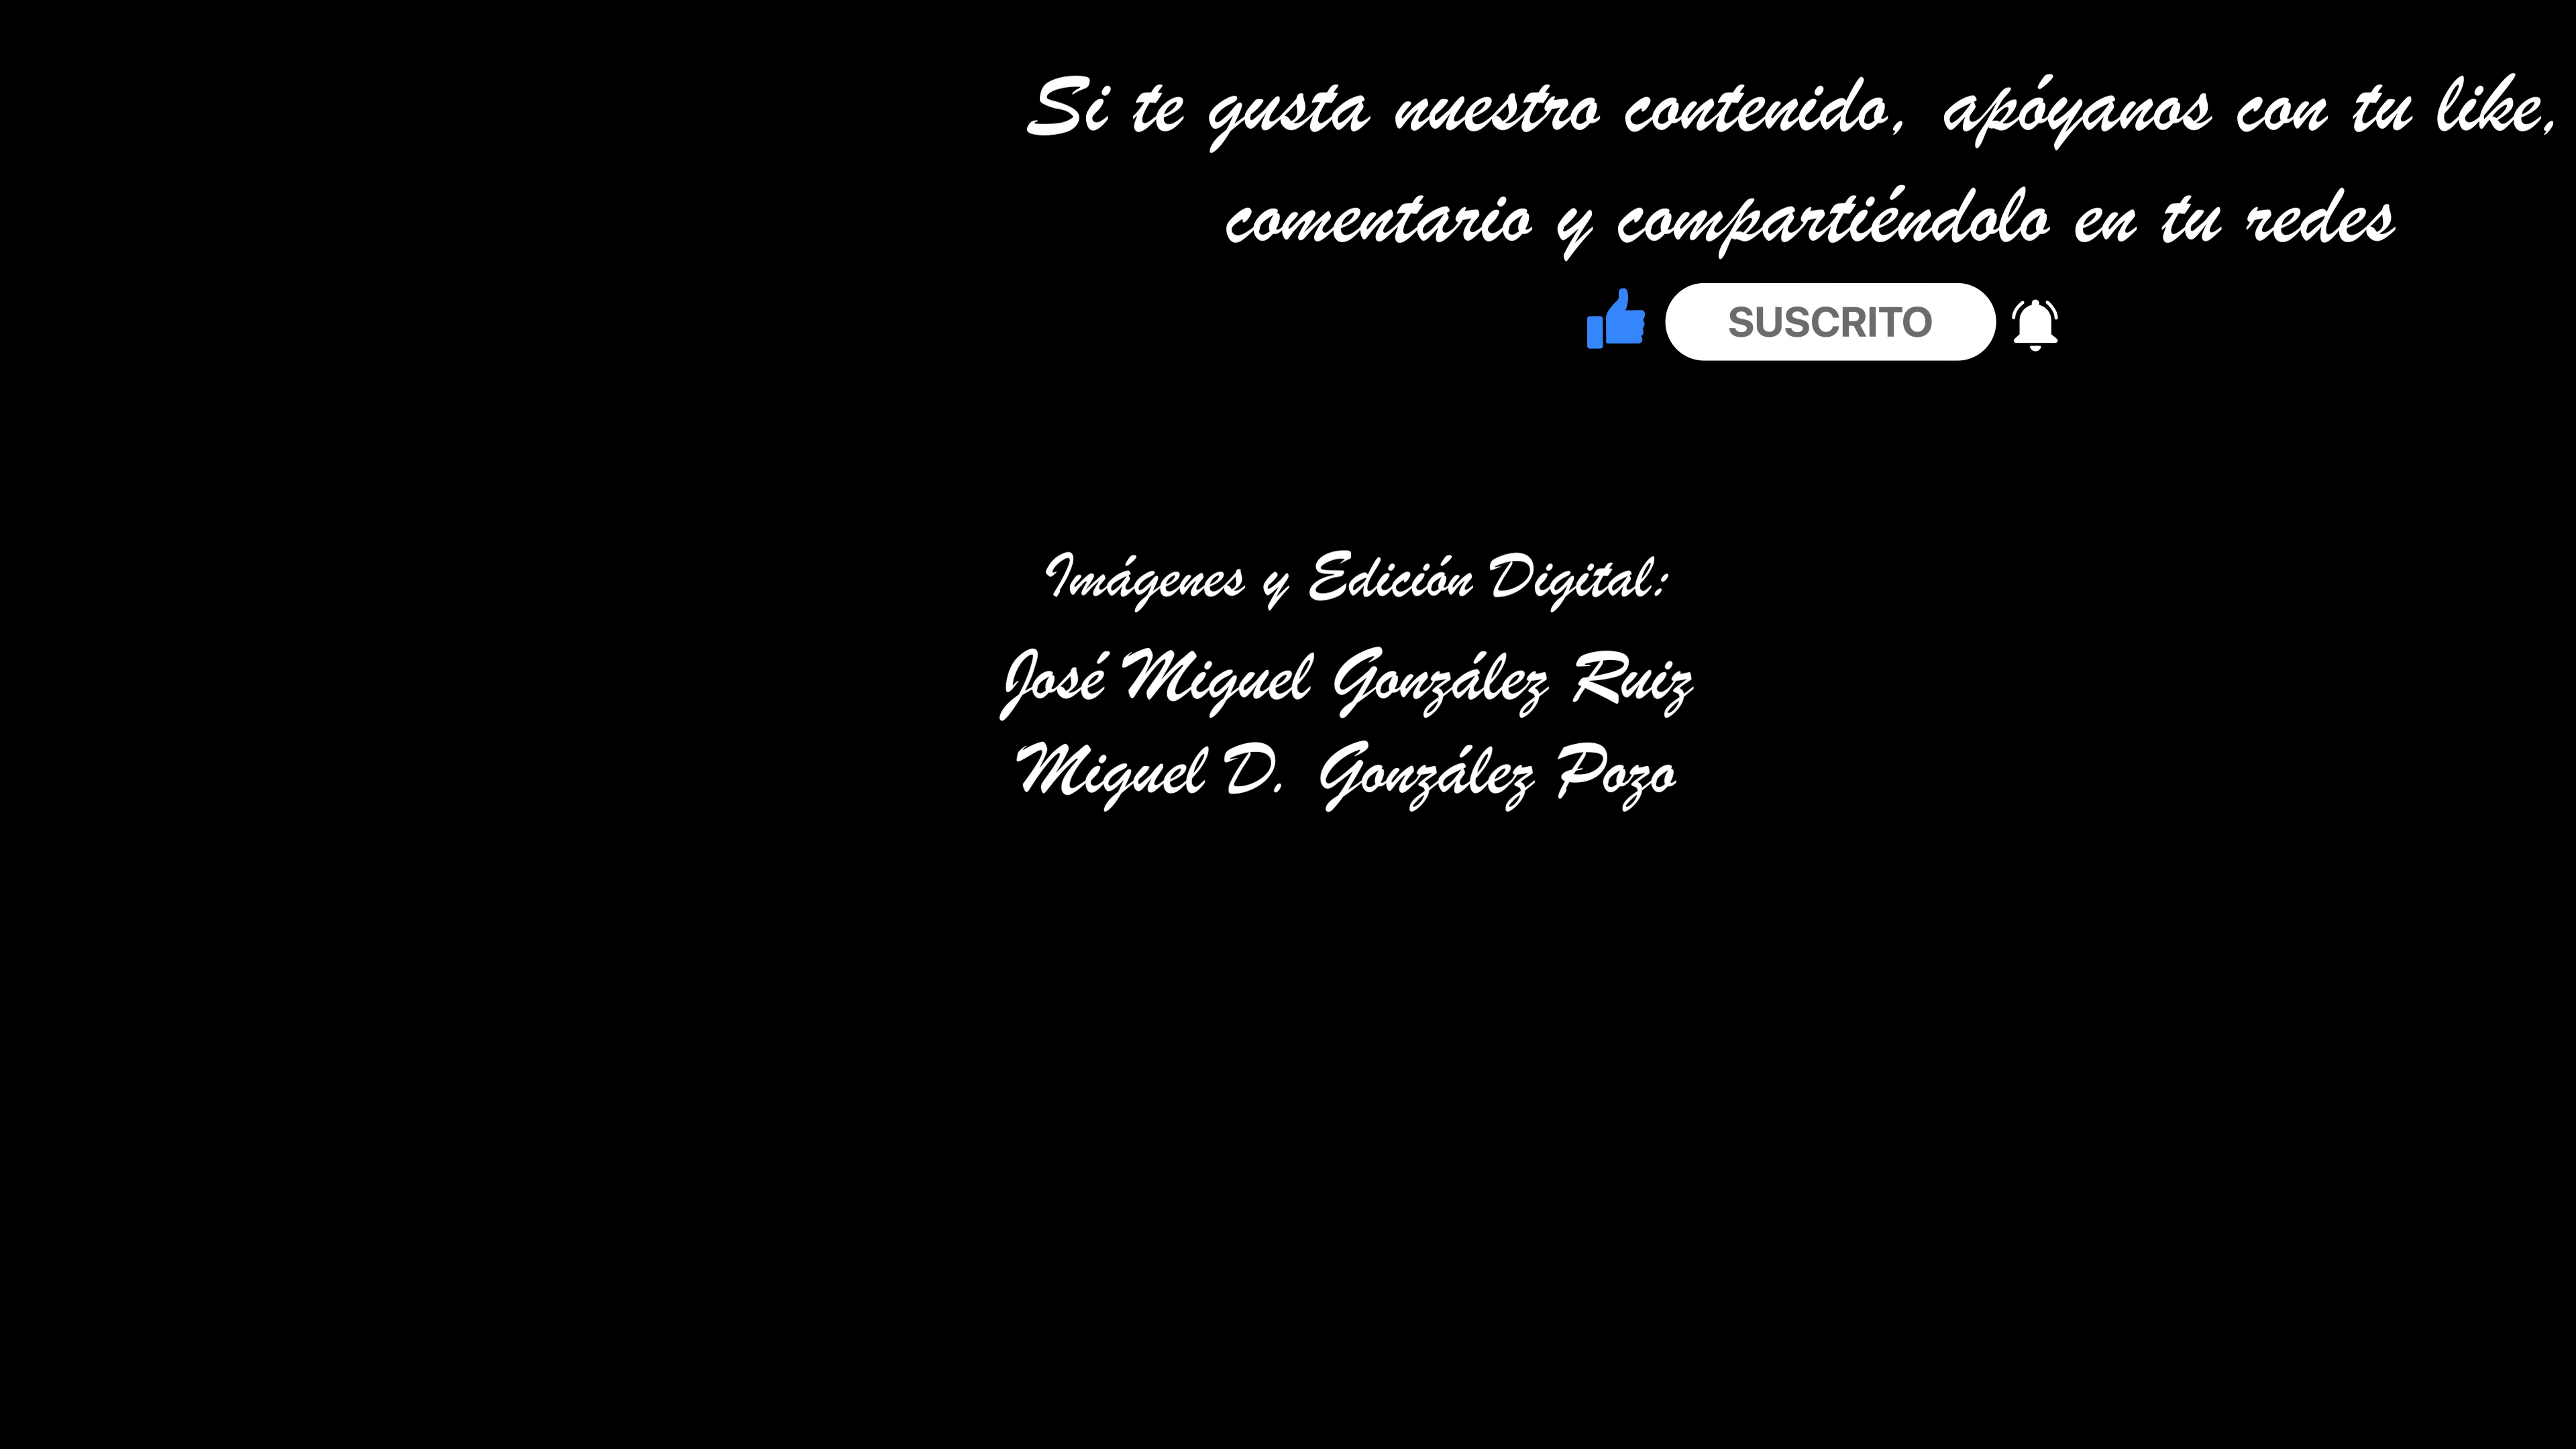 Si te gusta nuestro contenido, apóyanos con tu like,
comentario y compartiéndolo en tu redes
SUSCRITO
Imágenes y Edición Digital:
José Miguel González Ruiz
Miguel D. González Pozo